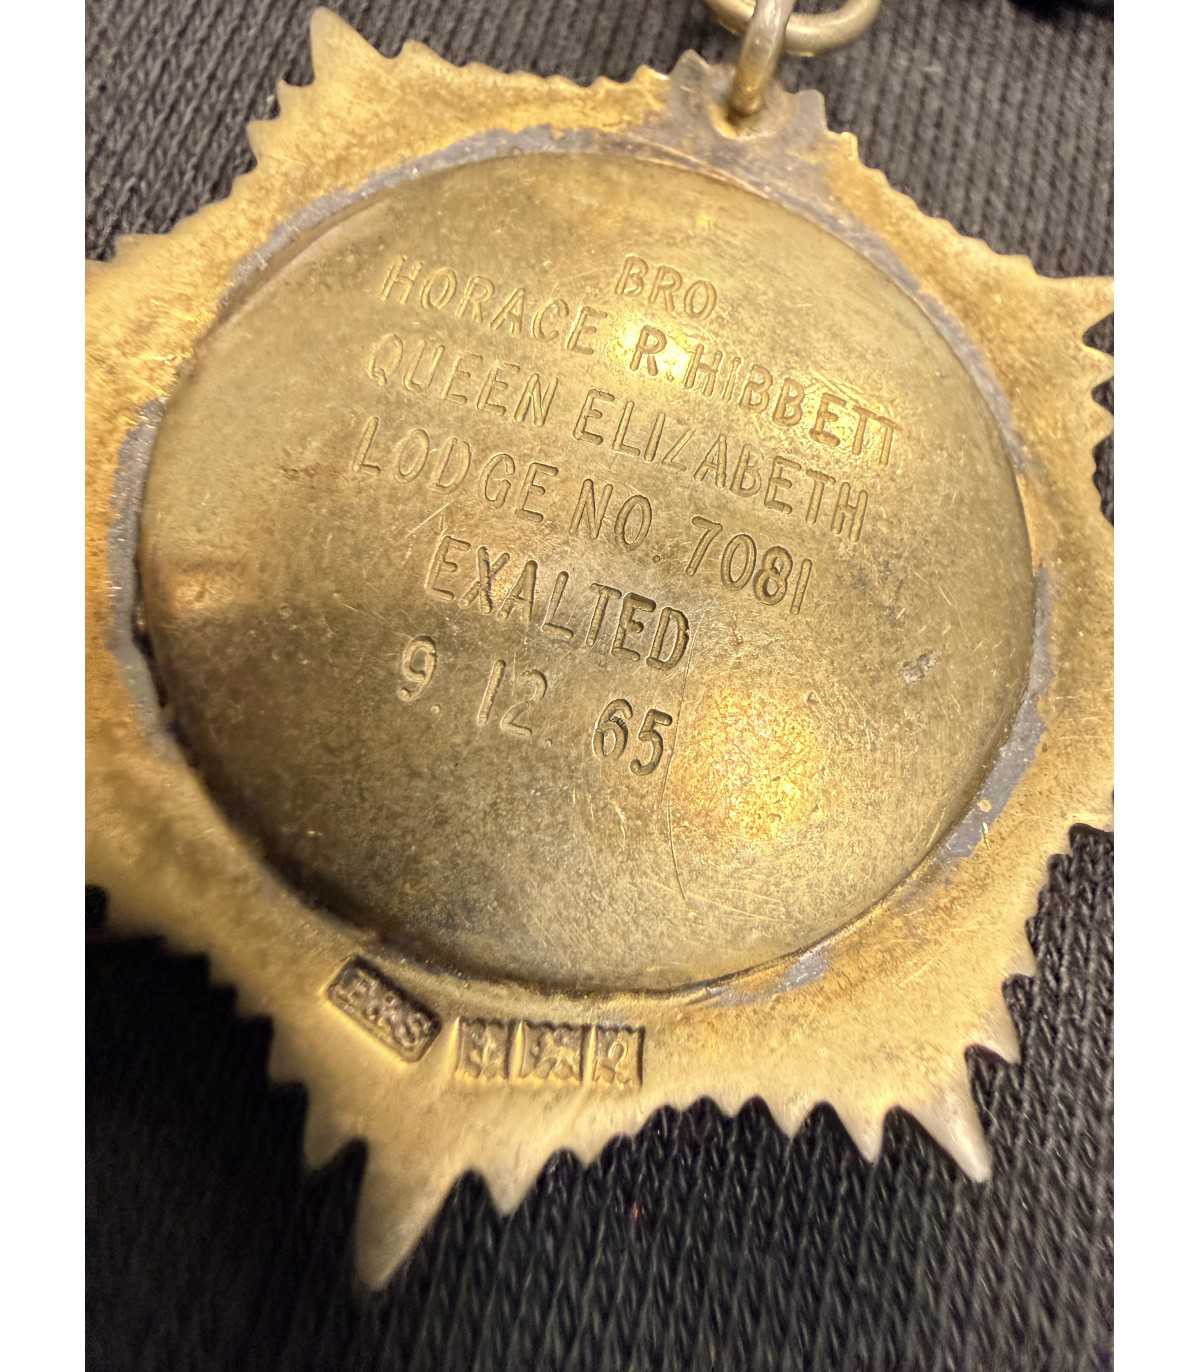 BRO.
HORACE R. HIBBETT
QUEEN ELIZABETH
LODGE NO. 7081
EXALTED
9. 12. 65